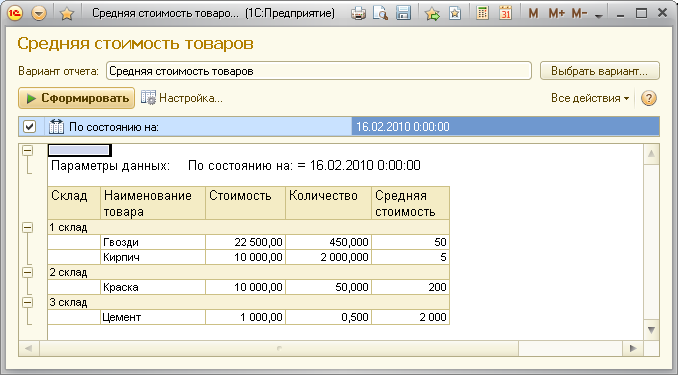 1С Средняя стоимость товаро... (1С:Предприятие) 31 M M+ M-
Средняя стоимость товаров
Вариант отчета: Средняя стоимость товаров Выбрать вариант...
Сформировать Настройка... Все действия ?
По состоянию на: 16.02.2010 0:00:00
Параметры данных: По состоянию на: = 16.02.2010 0:00:00
Склад Наименование товара Стоимость Количество Средняя стоимость
1 склад
Гвозди 22 500,00 450,000 50
Кирпич 10 000,00 2 000,000 5
2 склад
Краска 10 000,00 50,000 200
3 склад
Цемент 1 000,00 0,500 2 000